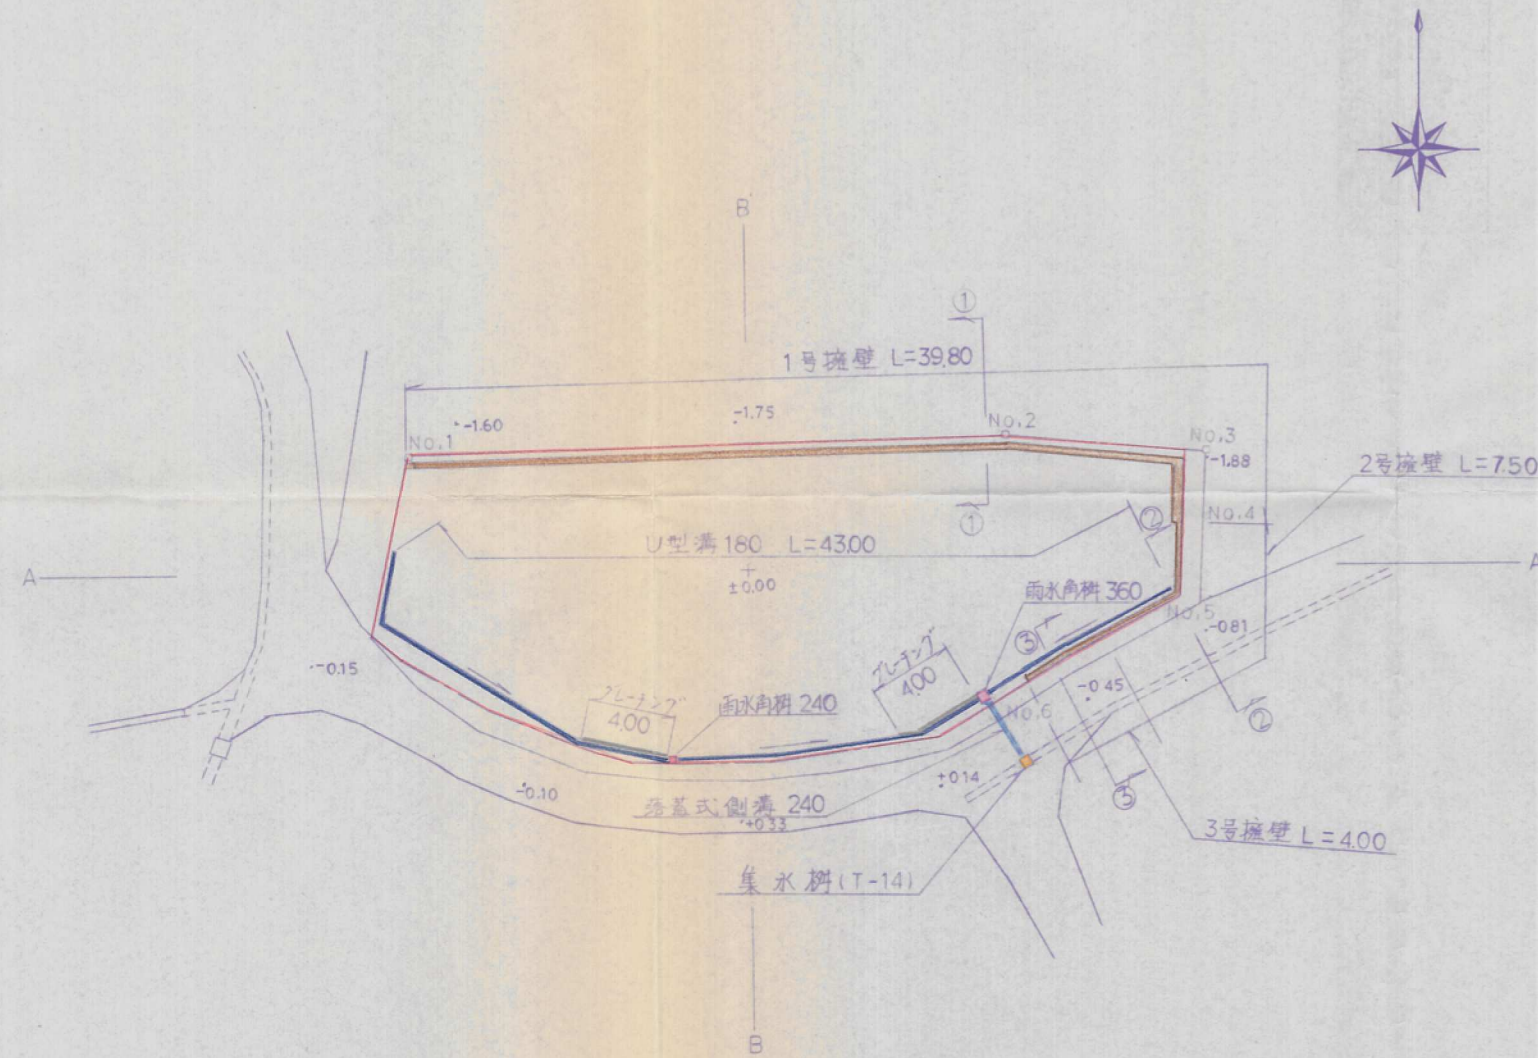 B
①
1号擁壁 L=39.80
-1.75
No.2
-1.60
No.1
No.3
-1.88
2号擁壁 L=7.50
No.4
①
②
U型溝180 L=43.00
±0.00
A
A
雨水角桝 360
No.5
-0.81
③
グレーチング
4.00
-0.15
-0.45
グレーチング
4.00
雨水角桝 240
No.6
②
±0.14
-0.10
落蓋式側溝 240
+0.33
③
3号擁壁 L=4.00
集水桝(T-14)
B